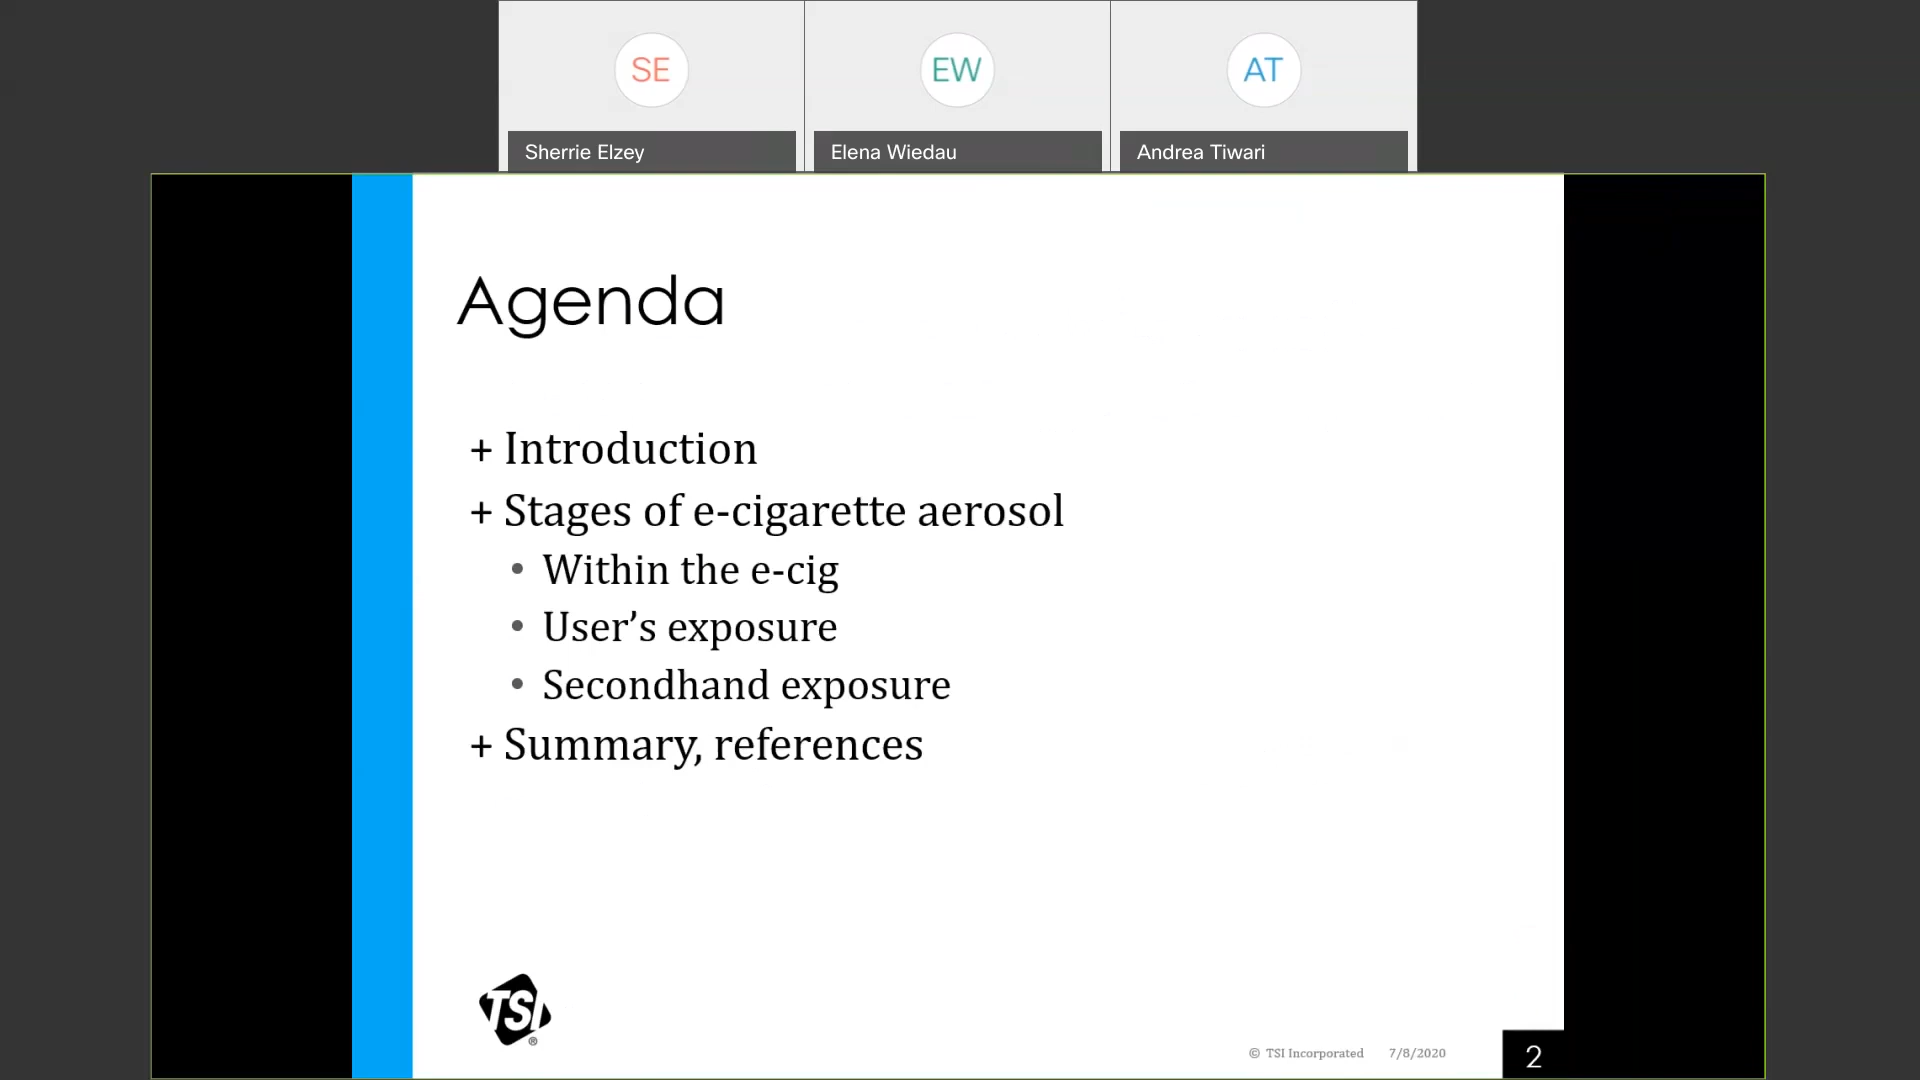 SE
EW
AT
Sherrie Elzey
Elena Wiedau
Andrea Tiwari
Agenda
+ Introduction
+ Stages of e-cigarette aerosol
• Within the e-cig
• User’s exposure
• Secondhand exposure
+ Summary, references
TSI®
© TSI Incorporated 7/8/2020
2